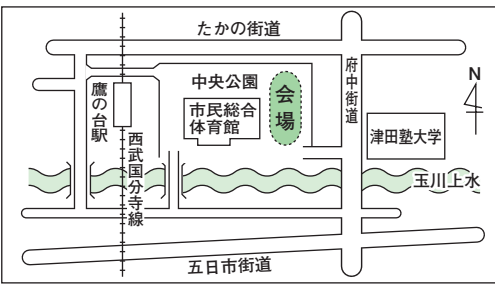 たかの街道
中央公園
会場
府中街道
N
鷹の台駅
市民総合
体育館
津田塾大学
西武国分寺線
玉川上水
五日市街道